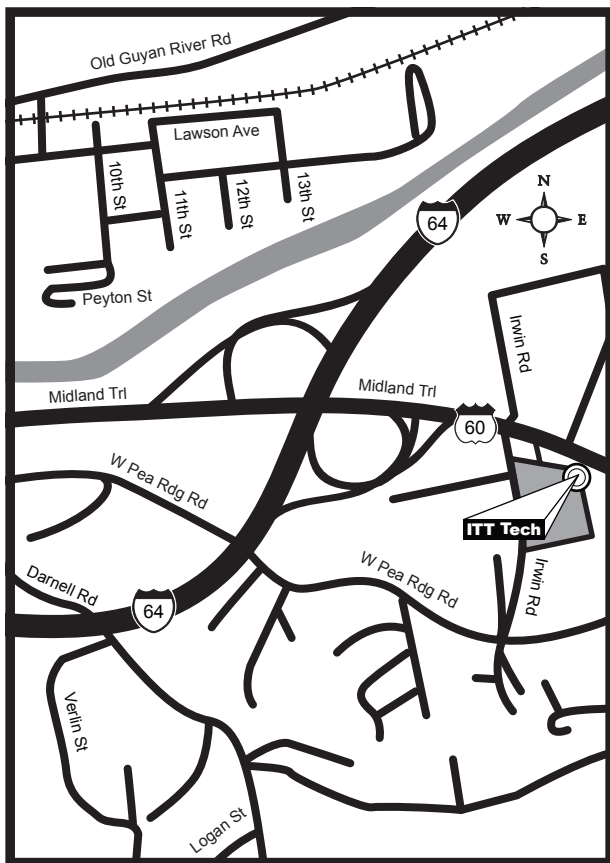 Old Guyan River Rd
Lawson Ave
10th St
11th St
12th St
13th St
64
N
W E
S
Peyton St
Irwin Rd
Midland Trl
Midland Trl
60
W Pea Rdg Rd
ITT Tech
Darnell Rd
64
W Pea Rdg Rd
Irwin Rd
Verlin St
Logan St